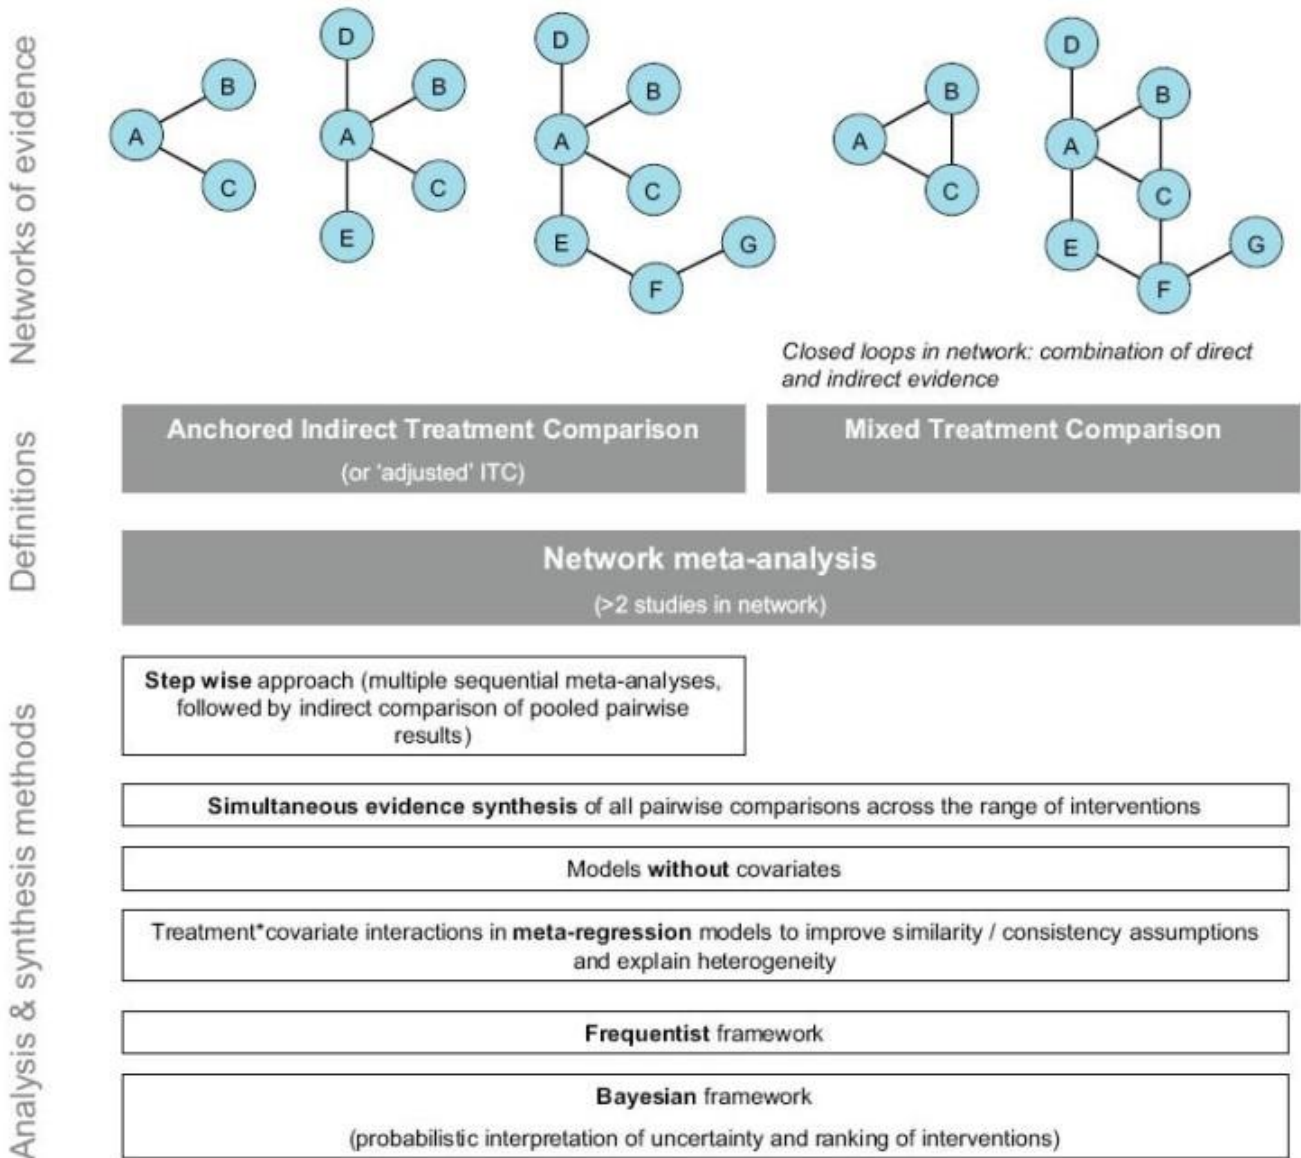 Networks of evidence
A
B
C
D
A
B
C
E
D
A
B
C
E
F
G
A
B
C
D
A
B
C
E
F
G
Closed loops in network: combination of direct
and indirect evidence
Definitions
Anchored Indirect Treatment Comparison
(or 'adjusted' ITC)
Mixed Treatment Comparison
Network meta-analysis
(>2 studies in network)
Analysis & synthesis methods
Step wise approach (multiple sequential meta-analyses,
followed by indirect comparison of pooled pairwise
results)
Simultaneous evidence synthesis of all pairwise comparisons across the range of interventions
Models without covariates
Treatment*covariate interactions in meta-regression models to improve similarity / consistency assumptions
and explain heterogeneity
Frequentist framework
Bayesian framework
(probabilistic interpretation of uncertainty and ranking of interventions)